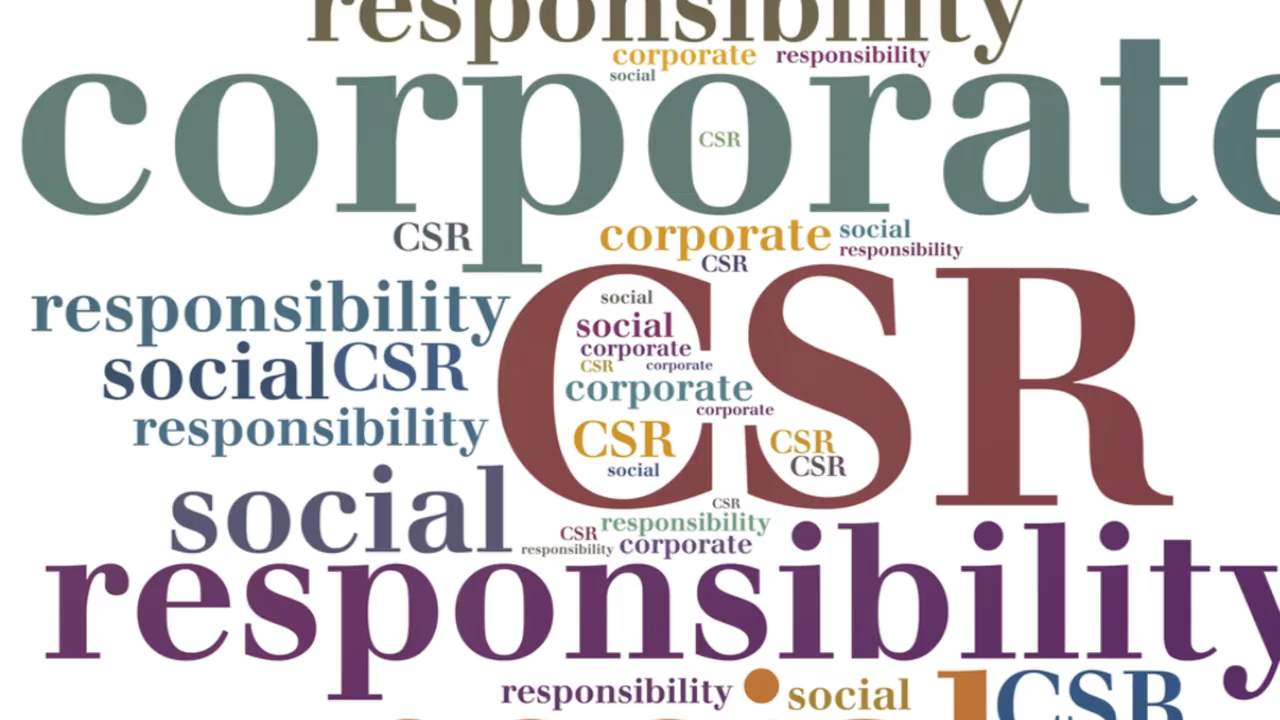 responsibility
corporate responsibility
social
corporate
CSR
CSR
corporate social
responsibility
CSR
CSR
responsibility
social
social
corporate
CSR corporate
social CSR
corporate
corporate
responsibility
CSR
CSR
CSR
social
social
CSR
responsibility
CSR
responsibility corporate
responsibility
responsibility social
CSR